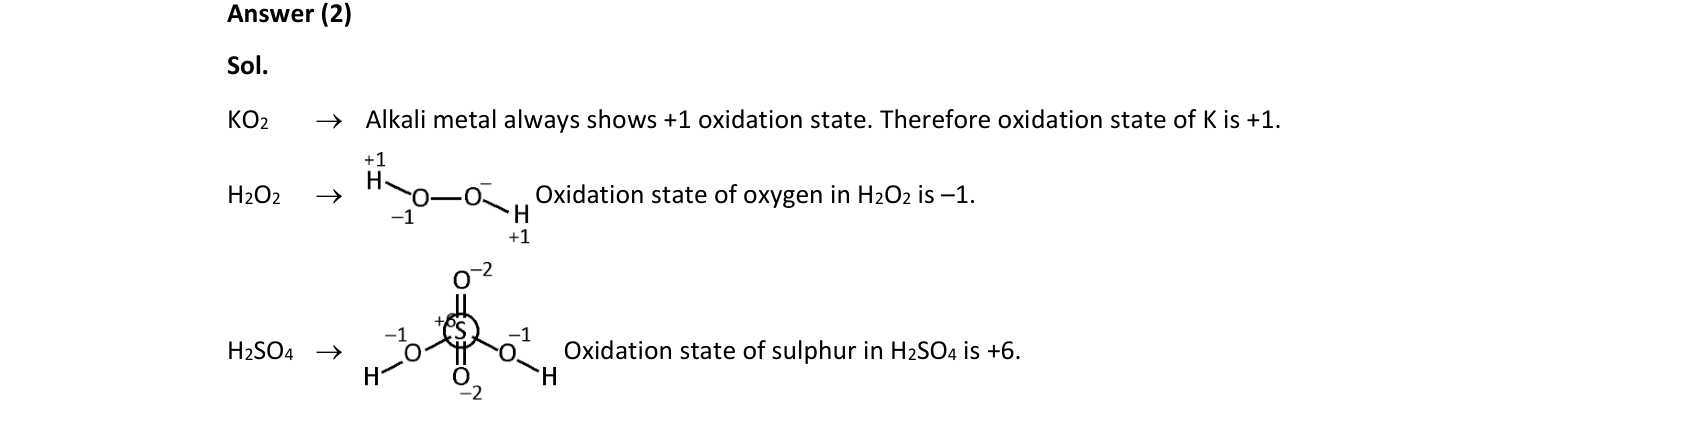 Answer (2)
Sol.
KO2 → Alkali metal always shows +1 oxidation state. Therefore oxidation state of K is +1.
+1
H
H2O2 → O—O– Oxidation state of oxygen in H2O2 is –1.
–1 H
+1
O–2
+6 S
–1 –1
H2SO4 → O O Oxidation state of sulphur in H2SO4 is +6.
H O H
–2